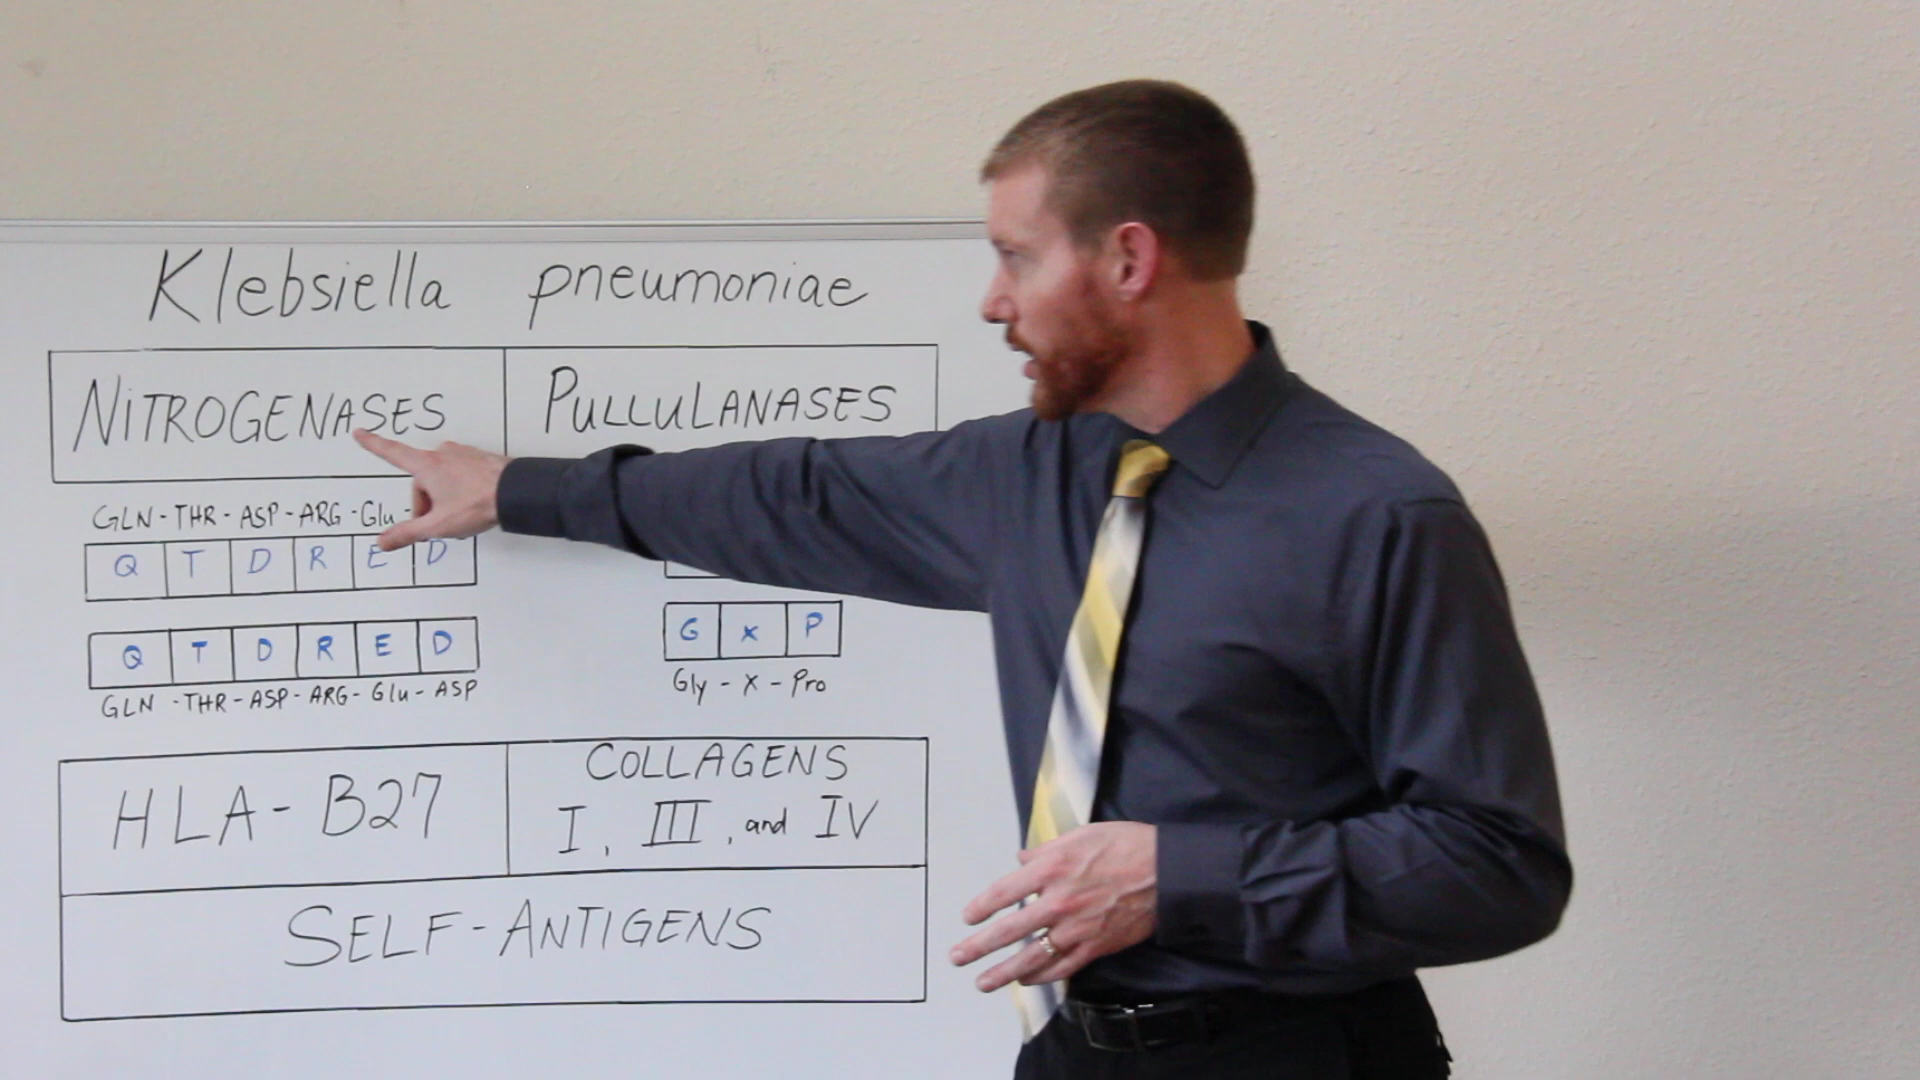 Klebsiella pneumoniae
NiTROGENASES PULLULANASES
GLN - THR - ASP - ARG - Glu -
Q T D R E D
Q T D R E D G x P
GLN - THR - ASP - ARG - Glu - ASP Gly - x - Pro
HLA - B27 COLLAGENS
I, III, and IV
SELF - ANTIGENS